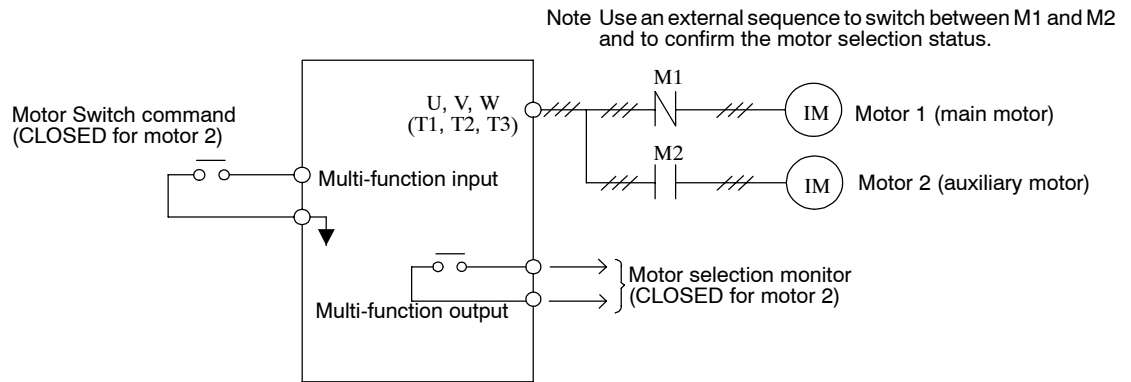 Note Use an external sequence to switch between M1 and M2
and to confirm the motor selection status.
M1
U, V, W
(T1, T2, T3)
IM
Motor 1 (main motor)
Motor Switch command
(CLOSED for motor 2)
M2
Multi-function input
IM
Motor 2 (auxiliary motor)
Motor selection monitor
(CLOSED for motor 2)
Multi-function output